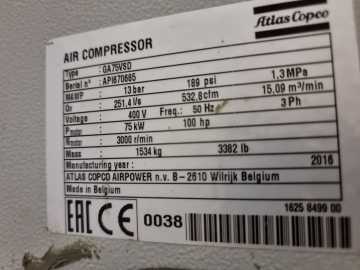 Atlas Copco
AIR COMPRESSOR
Type : GA75VSD
Serial n° : API670685
MAWP : 13 bar 189 psi 1,3 MPa
Qv : 251,4 l/s 532,8 cfm 15,09 m³/min
Voltage : 400 V Freq.: 50 Hz 3 Ph
P motor : 75 kW 100 hp
n motor : 3000 r/min
Mass : 1534 kg 3382 lb
Manufacturing year : 2016
ATLAS COPCO AIRPOWER n.v. B - 2610 Wilrijk Belgium
Made in Belgium
EAC CE 0038
1625 8499 00